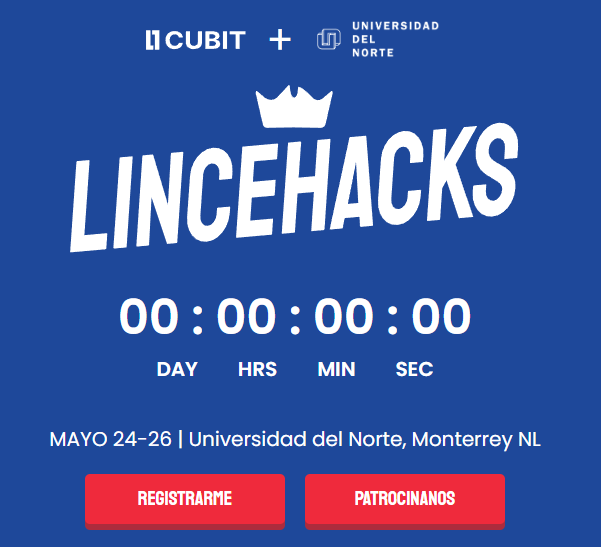 CUBIT + UNIVERSIDAD
DEL
NORTE
LINCEHACKS
00 : 00 : 00 : 00
DAY HRS MIN SEC
MAYO 24-26 | Universidad del Norte, Monterrey NL
REGISTRARME PATROCINANOS